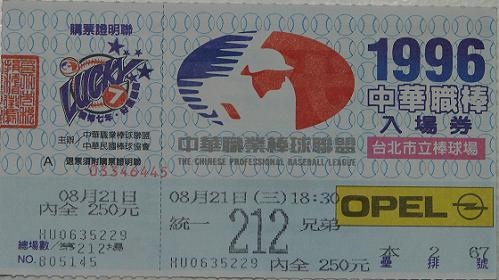 購票證明聯
LUCKY 7
主辦/中華職業棒球聯盟
中華民國棒球協會
A 退票須附購票證明聯
03346445
08月21日
內全 250元
HU0635229
總場數/第212場
NO.805145
中華職業棒球聯盟
THE CHINESE PROFESSIONAL BASEBALL LEAGUE
1996
中華職棒
入場券
台北市立棒球場
08月21日(三) 18:30
統一 212 兄弟
HU0635229 內全 250元
OPEL
本 2 67
壘 排 號